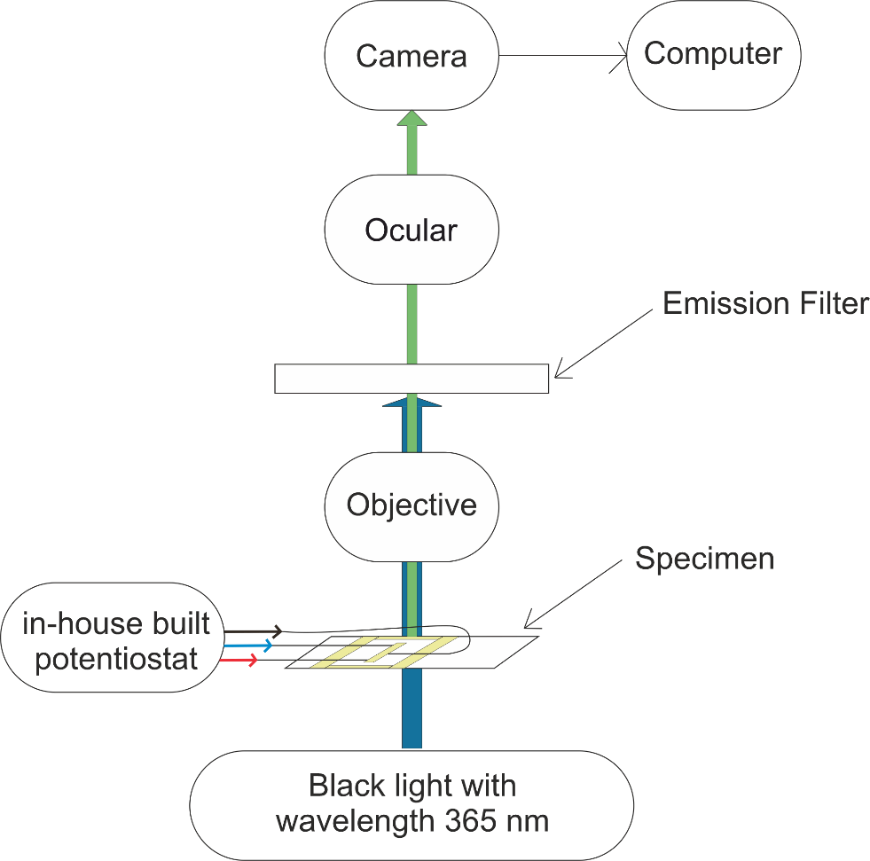 Camera
Computer
Ocular
Emission Filter
Objective
Specimen
in-house built
potentiostat
Black light with
wavelength 365 nm